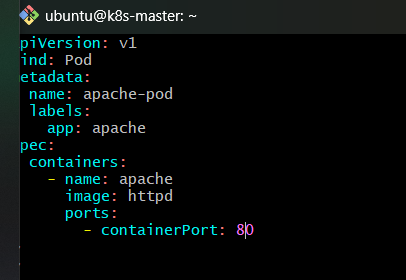 ubuntu@k8s-master: ~
piVersion: v1
ind: Pod
etadata:
 name: apache-pod
 labels:
   app: apache
pec:
 containers:
   - name: apache
     image: httpd
     ports:
       - containerPort: 80